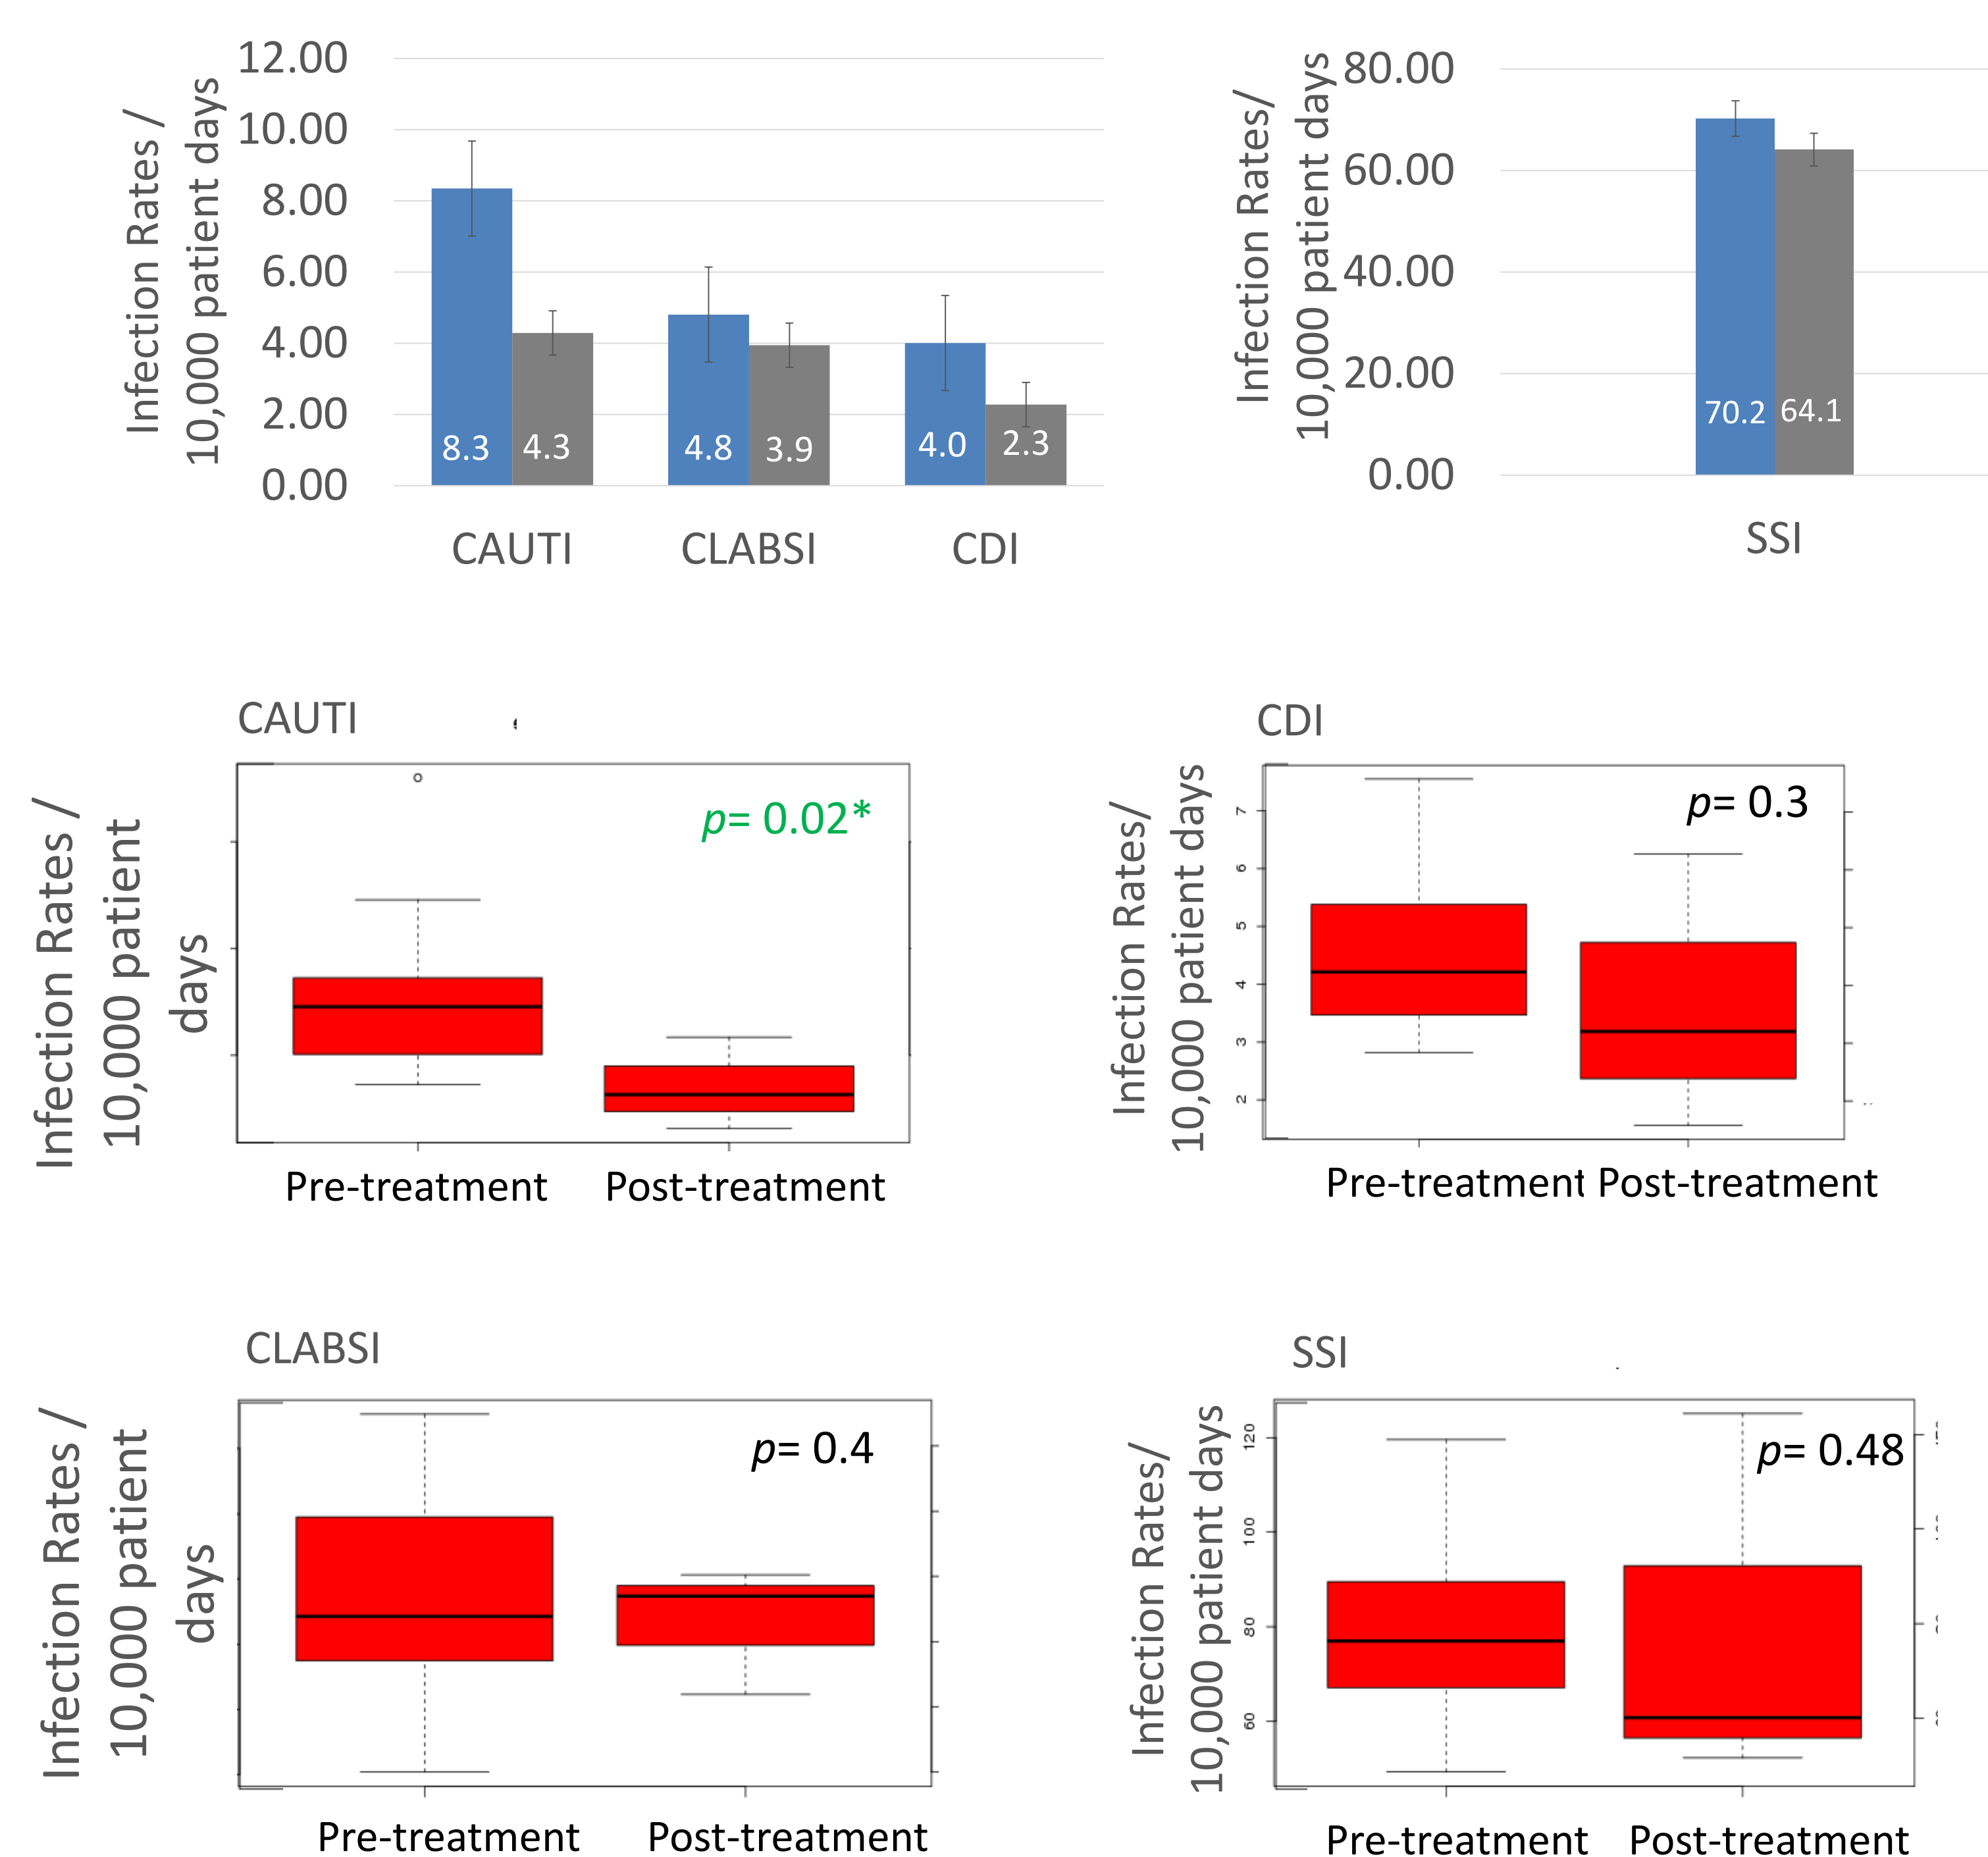 Infection Rates /
10,000 patient days
12.00
10.00
8.00
6.00
4.00
2.00
0.00
8.3
4.3
4.8
3.9
4.0
2.3
CAUTI
CLABSI
CDI
Infection Rates/
10,000 patient days
80.00
60.00
40.00
20.00
0.00
70.2
64.1
SSI
CAUTI
Infection Rates /
10,000 patient
days
p= 0.02*
Pre-treatment
Post-treatment
CDI
Infection Rates/
10,000 patient days
7
6
5
4
3
2
p= 0.3
Pre-treatment
Post-treatment
CLABSI
Infection Rates /
10,000 patient
days
p= 0.4
Pre-treatment
Post-treatment
SSI
Infection Rates/
10,000 patient days
120
100
80
60
p= 0.48
Pre-treatment
Post-treatment